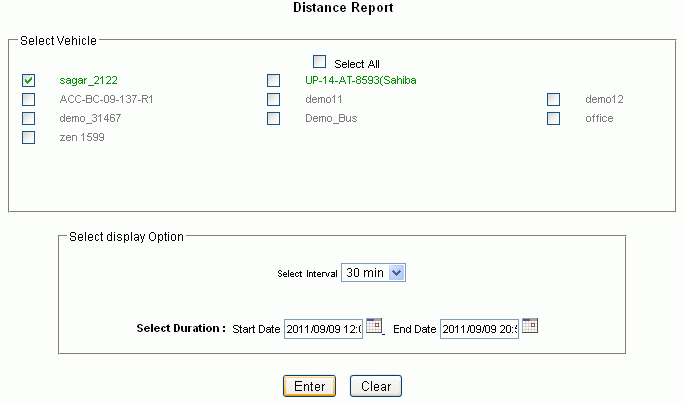 Distance Report
Select Vehicle
Select All
sagar_2122 UP-14-AT-8593(Sahiba
ACC-BC-09-137-R1 demo11 demo12
demo_31467 Demo_Bus office
zen 1599
Select display Option
Select Interval 30 min
Select Duration : Start Date 2011/09/09 12:0 End Date 2011/09/09 20:5
Enter Clear